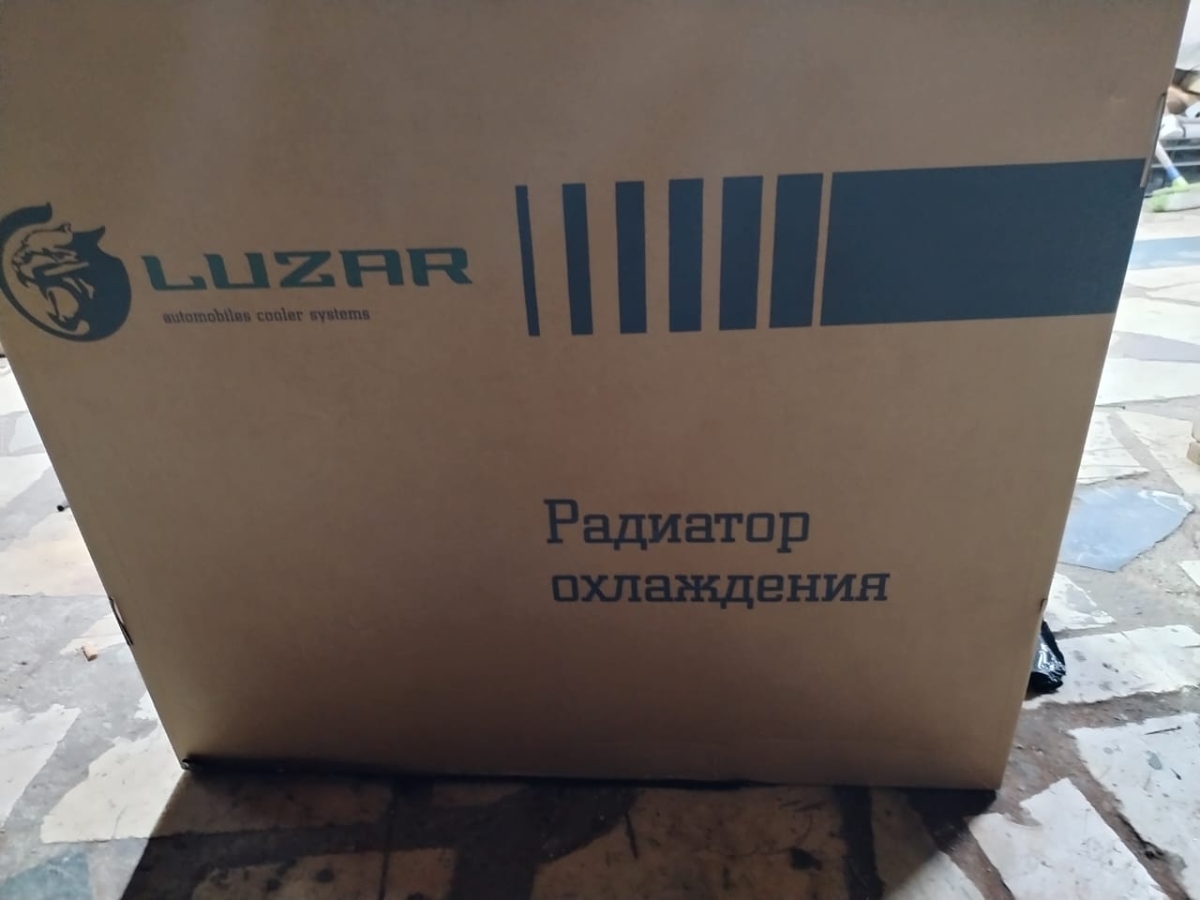 LUZAR
automobiles cooler systems
Радиатор
охлаждения